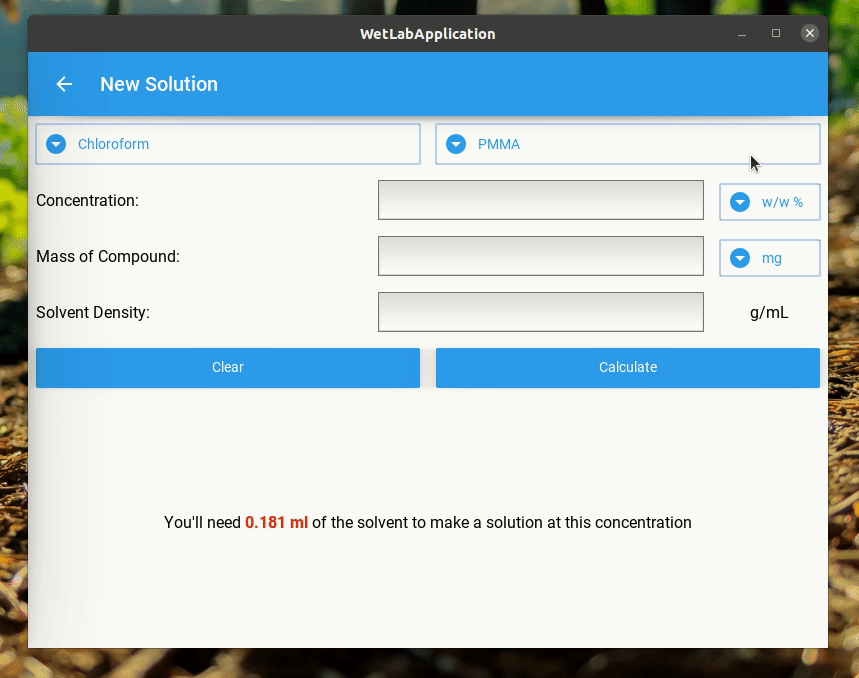 WetLabApplication
New Solution
Chloroform PMMA
Concentration: w/w %
Mass of Compound: mg
Solvent Density: g/mL
Clear Calculate
You'll need 0.181 ml of the solvent to make a solution at this concentration